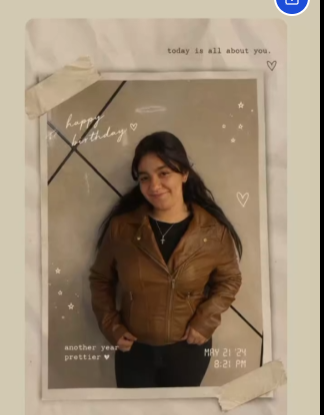 today is all about you.
happy
birthday
another year
prettier
MAY 21 '24
8:21 PM